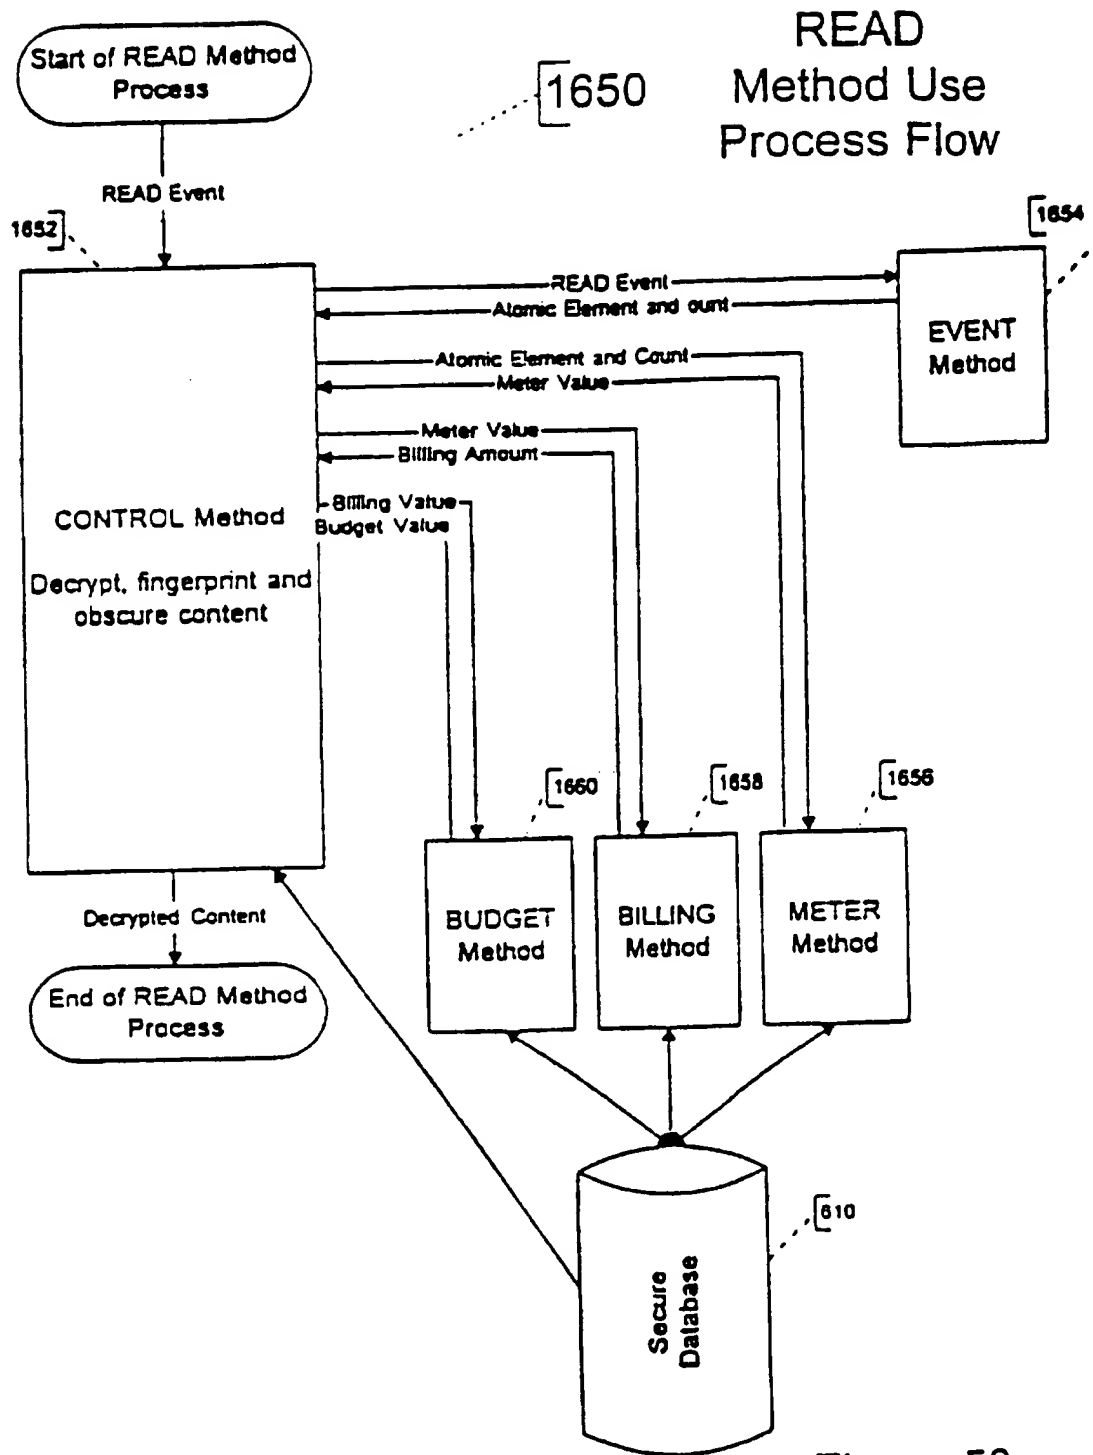 READ
Method Use
Process Flow
1650
Start of READ Method
Process
READ Event
1652
1654
READ Event
Atomic Element and ount
EVENT
Method
Atomic Element and Count
Meter Value
Meter Value
Billing Amount
Billing Value
Budget Value
CONTROL Method
Decrypt, fingerprint and
obscure content
1660
1658
1656
BUDGET
Method
BILLING
Method
METER
Method
Decrypted Content
End of READ Method
Process
610
Secure
Database